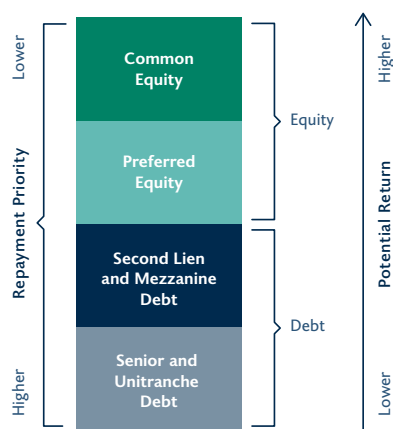 Lower
Repayment Priority
Higher
Common
Equity
Preferred
Equity
Second Lien
and Mezzanine
Debt
Senior and
Unitranche
Debt
Equity
Debt
Higher
Potential Return
Lower